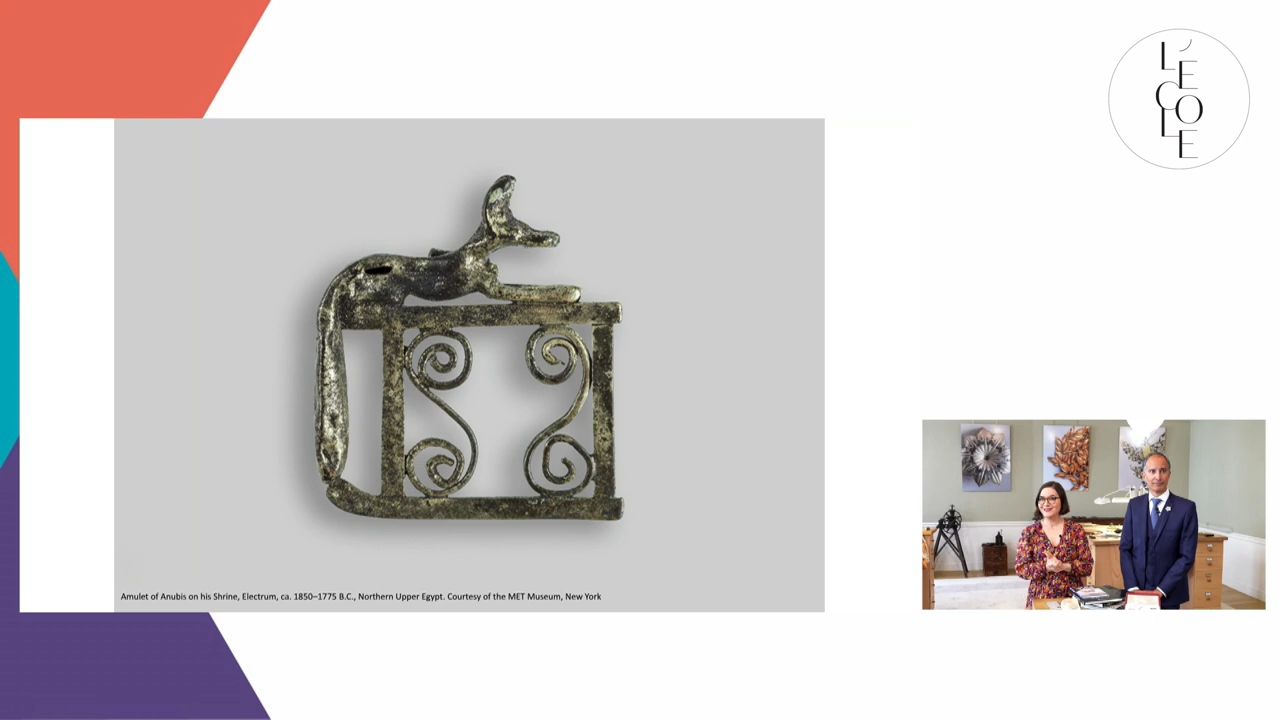 L'ÉCOLE
Amulet of Anubis on his Shrine, Electrum, ca. 1850–1775 B.C., Northern Upper Egypt. Courtesy of the MET Museum, New York